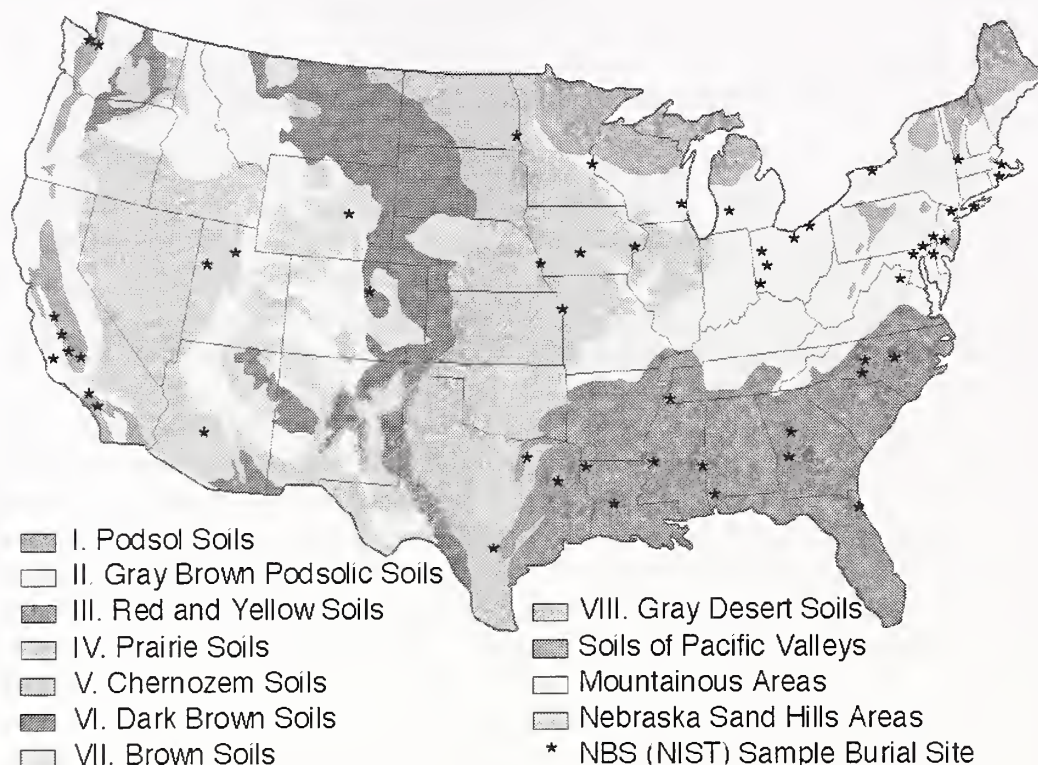 I. Podsol Soils
II. Gray Brown Podsolic Soils
III. Red and Yellow Soils
IV. Prairie Soils
V. Chernozem Soils
VI. Dark Brown Soils
VII. Brown Soils
VIII. Gray Desert Soils
Soils of Pacific Valleys
Mountainous Areas
Nebraska Sand Hills Areas
* NBS (NIST) Sample Burial Site